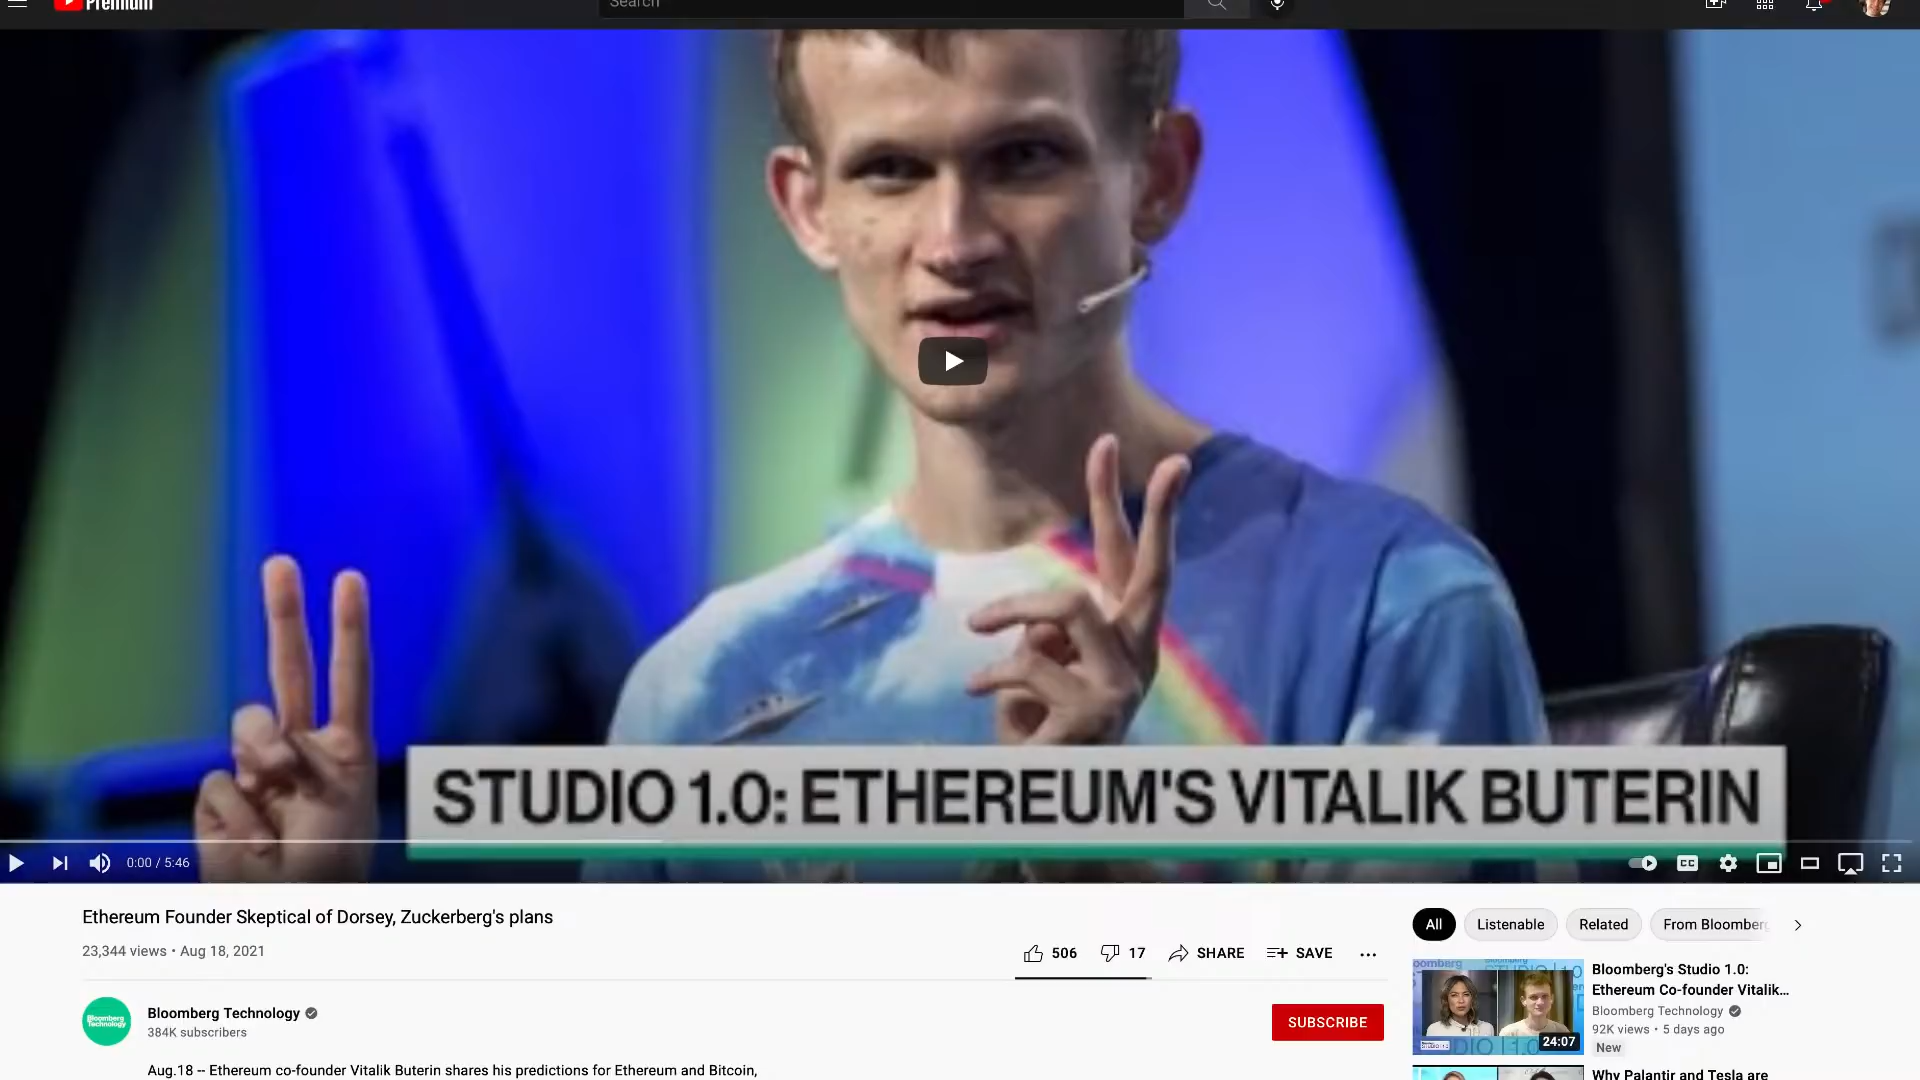 Premium
Search
STUDIO 1.0: ETHEREUM'S VITALIK BUTERIN
0:00 / 5:46
CC
Ethereum Founder Skeptical of Dorsey, Zuckerberg's plans
23,344 views • Aug 18, 2021
506
17
SHARE
SAVE
Bloomberg Technology
Bloomberg Technology
384K subscribers
SUBSCRIBE
Aug.18 -- Ethereum co-founder Vitalik Buterin shares his predictions for Ethereum and Bitcoin,
All
Listenable
Related
From Bloomberg
24:07
Bloomberg's Studio 1.0:
Ethereum Co-founder Vitalik...
Bloomberg Technology
92K views • 5 days ago
New
Why Palantir and Tesla are